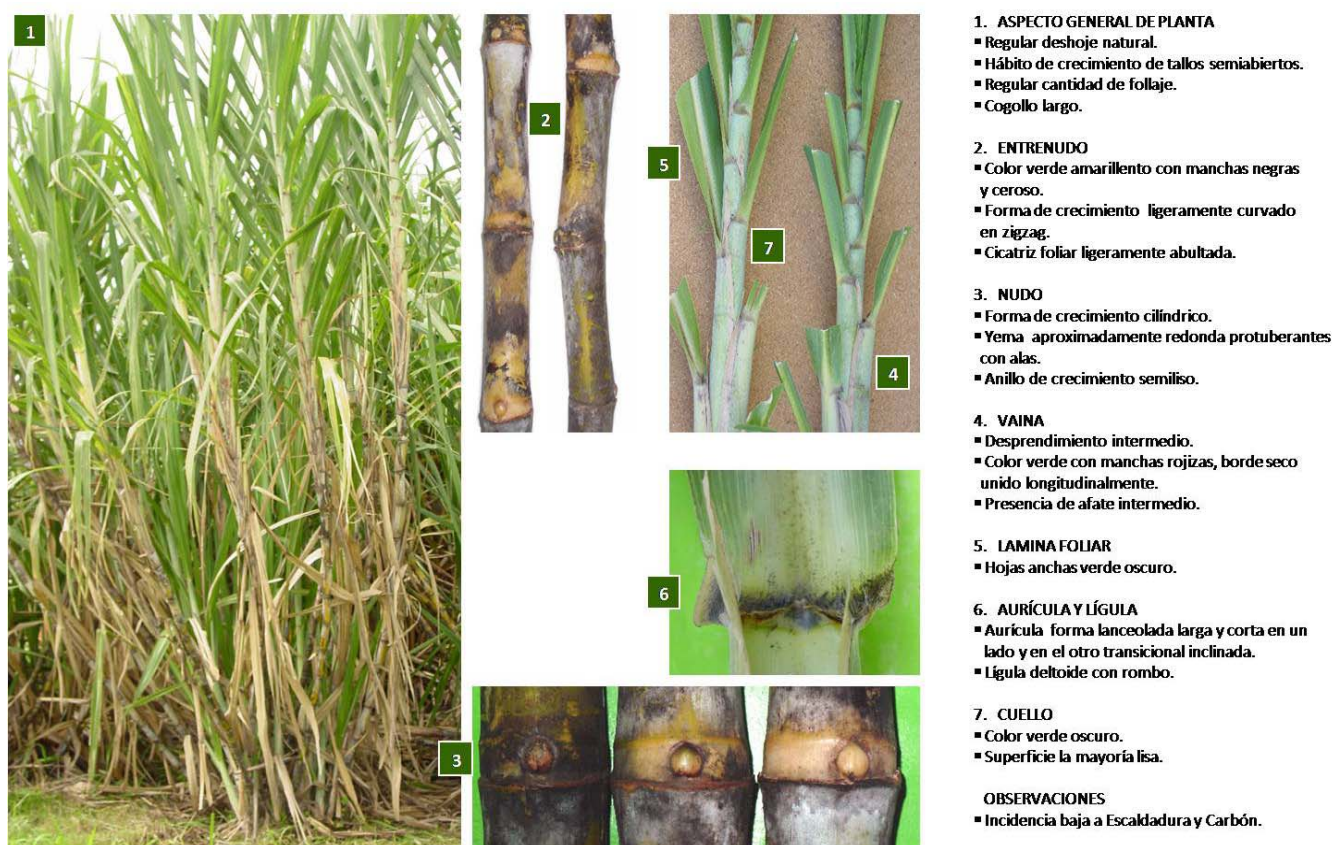 1
2
5
7
4
6
3
1. ASPECTO GENERAL DE PLANTA
▪ Regular deshoje natural.
▪ Hábito de crecimiento de tallos semiabiertos.
▪ Regular cantidad de follaje.
▪ Cogollo largo.
2. ENTRENUDO
▪ Color verde amarillento con manchas negras
y ceroso.
▪ Forma de crecimiento ligeramente curvado
en zigzag.
▪ Cicatriz foliar ligeramente abultada.
3. NUDO
▪ Forma de crecimiento cilíndrico.
▪ Yema aproximadamente redonda protuberantes
con alas.
▪ Anillo de crecimiento semiliso.
4. VAINA
▪ Desprendimiento intermedio.
▪ Color verde con manchas rojizas, borde seco
unido longitudinalmente.
▪ Presencia de afate intermedio.
5. LAMINA FOLIAR
▪ Hojas anchas verde oscuro.
6. AURÍCULA Y LÍGULA
▪ Aurícula forma lanceolada larga y corta en un
lado y en el otro transicional inclinada.
▪ Lígula deltoide con rombo.
7. CUELLO
▪ Color verde oscuro.
▪ Superficie la mayoría lisa.
OBSERVACIONES
▪ Incidencia baja a Escaldadura y Carbón.